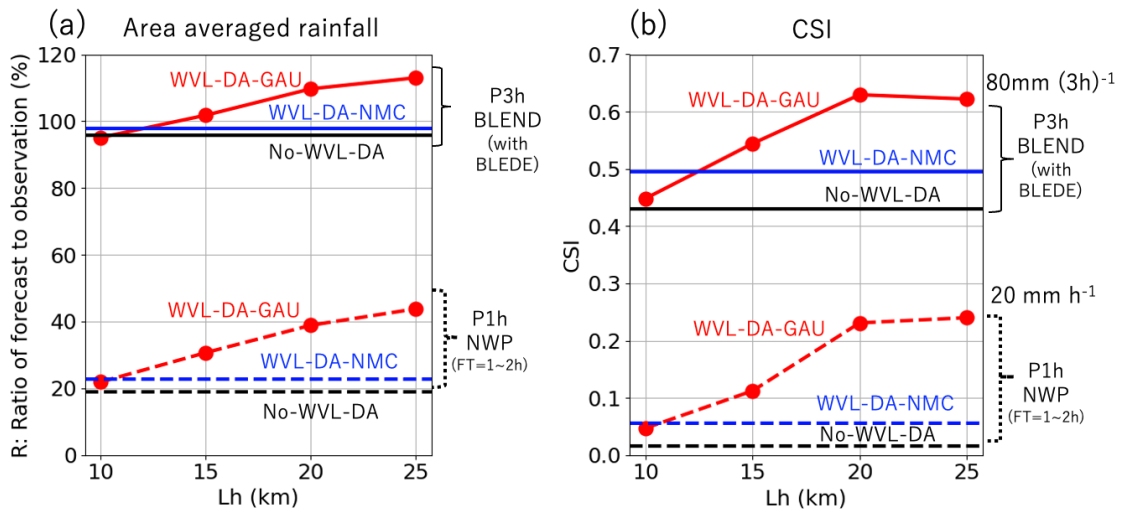 (a) Area averaged rainfall
R: Ratio of forecast to observation (%)
120
100
80
60
40
20
0
WVL-DA-GAU
WVL-DA-NMC
No-WVL-DA
WVL-DA-GAU
WVL-DA-NMC
No-WVL-DA
10 15 20 25
Lh (km)
P3h
BLEND
(with
BLEDE)
P1h
NWP
(FT=1~2h)
(b) CSI
CSI
0.7
0.6
0.5
0.4
0.3
0.2
0.1
0.0
WVL-DA-GAU
WVL-DA-NMC
No-WVL-DA
WVL-DA-GAU
WVL-DA-NMC
No-WVL-DA
10 15 20 25
Lh (km)
80mm (3h)-1
P3h
BLEND
(with
BLEDE)
20 mm h-1
P1h
NWP
(FT=1~2h)